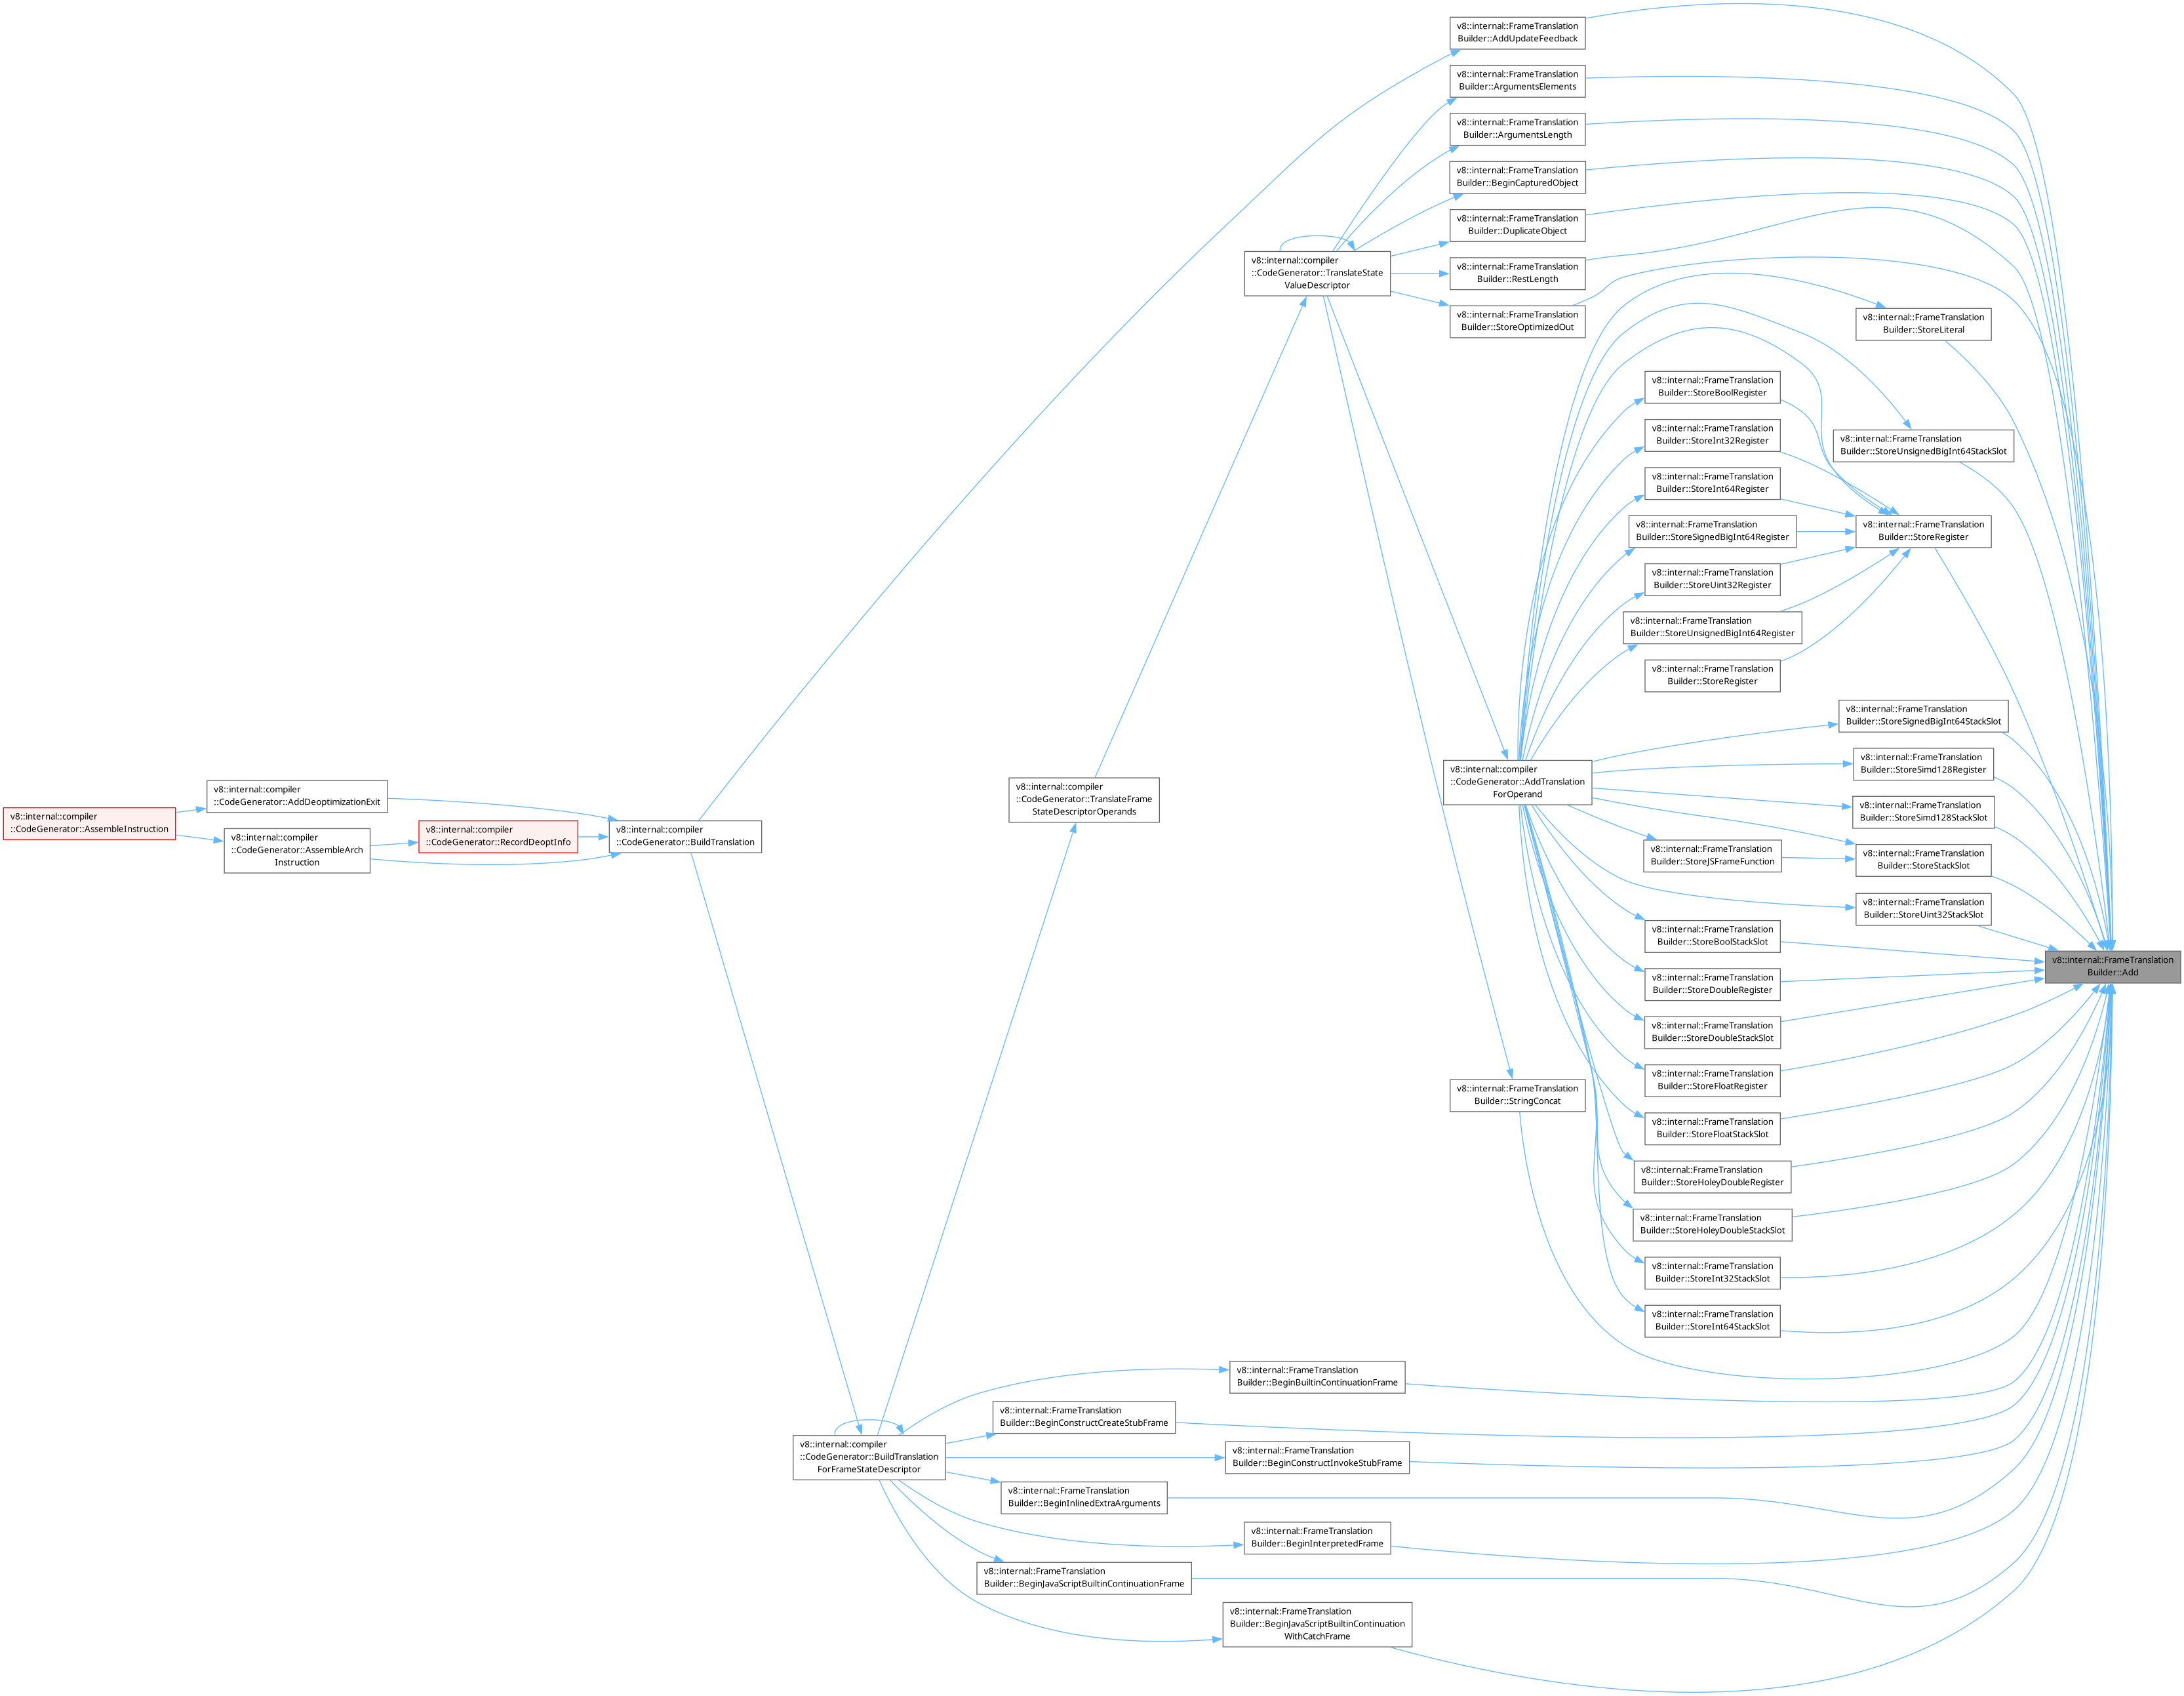 v8::internal::FrameTranslation
Builder::AddUpdateFeedback
v8::internal::FrameTranslation
Builder::ArgumentsElements
v8::internal::FrameTranslation
Builder::ArgumentsLength
v8::internal::FrameTranslation
Builder::BeginCapturedObject
v8::internal::FrameTranslation
Builder::DuplicateObject
v8::internal::compiler
::CodeGenerator::TranslateState
ValueDescriptor
v8::internal::FrameTranslation
Builder::RestLength
v8::internal::FrameTranslation
Builder::StoreOptimizedOut
v8::internal::FrameTranslation
Builder::StoreLiteral
v8::internal::FrameTranslation
Builder::StoreBoolRegister
v8::internal::FrameTranslation
Builder::StoreInt32Register
v8::internal::FrameTranslation
Builder::StoreUnsignedBigInt64StackSlot
v8::internal::FrameTranslation
Builder::StoreInt64Register
v8::internal::FrameTranslation
Builder::StoreSignedBigInt64Register
v8::internal::FrameTranslation
Builder::StoreRegister
v8::internal::FrameTranslation
Builder::StoreUint32Register
v8::internal::FrameTranslation
Builder::StoreUnsignedBigInt64Register
v8::internal::FrameTranslation
Builder::StoreRegister
v8::internal::FrameTranslation
Builder::StoreSignedBigInt64StackSlot
v8::internal::FrameTranslation
Builder::StoreSimd128Register
v8::internal::compiler
::CodeGenerator::AddTranslation
ForOperand
v8::internal::compiler
::CodeGenerator::TranslateFrame
StateDescriptorOperands
v8::internal::compiler
::CodeGenerator::AddDeoptimizationExit
v8::internal::compiler
::CodeGenerator::AssembleInstruction
v8::internal::FrameTranslation
Builder::StoreSimd128StackSlot
v8::internal::compiler
::CodeGenerator::RecordDeoptInfo
v8::internal::compiler
::CodeGenerator::BuildTranslation
v8::internal::compiler
::CodeGenerator::AssembleArch
Instruction
v8::internal::FrameTranslation
Builder::StoreJSFrameFunction
v8::internal::FrameTranslation
Builder::StoreStackSlot
v8::internal::FrameTranslation
Builder::StoreUint32StackSlot
v8::internal::FrameTranslation
Builder::StoreBoolStackSlot
v8::internal::FrameTranslation
Builder::Add
v8::internal::FrameTranslation
Builder::StoreDoubleRegister
v8::internal::FrameTranslation
Builder::StoreDoubleStackSlot
v8::internal::FrameTranslation
Builder::StoreFloatRegister
v8::internal::FrameTranslation
Builder::StringConcat
v8::internal::FrameTranslation
Builder::StoreFloatStackSlot
v8::internal::FrameTranslation
Builder::StoreHoleyDoubleRegister
v8::internal::FrameTranslation
Builder::StoreHoleyDoubleStackSlot
v8::internal::FrameTranslation
Builder::StoreInt32StackSlot
v8::internal::FrameTranslation
Builder::StoreInt64StackSlot
v8::internal::FrameTranslation
Builder::BeginBuiltinContinuationFrame
v8::internal::FrameTranslation
Builder::BeginConstructCreateStubFrame
v8::internal::compiler
::CodeGenerator::BuildTranslation
ForFrameStateDescriptor
v8::internal::FrameTranslation
Builder::BeginConstructInvokeStubFrame
v8::internal::FrameTranslation
Builder::BeginInlinedExtraArguments
v8::internal::FrameTranslation
Builder::BeginInterpretedFrame
v8::internal::FrameTranslation
Builder::BeginJavaScriptBuiltinContinuationFrame
v8::internal::FrameTranslation
Builder::BeginJavaScriptBuiltinContinuation
WithCatchFrame